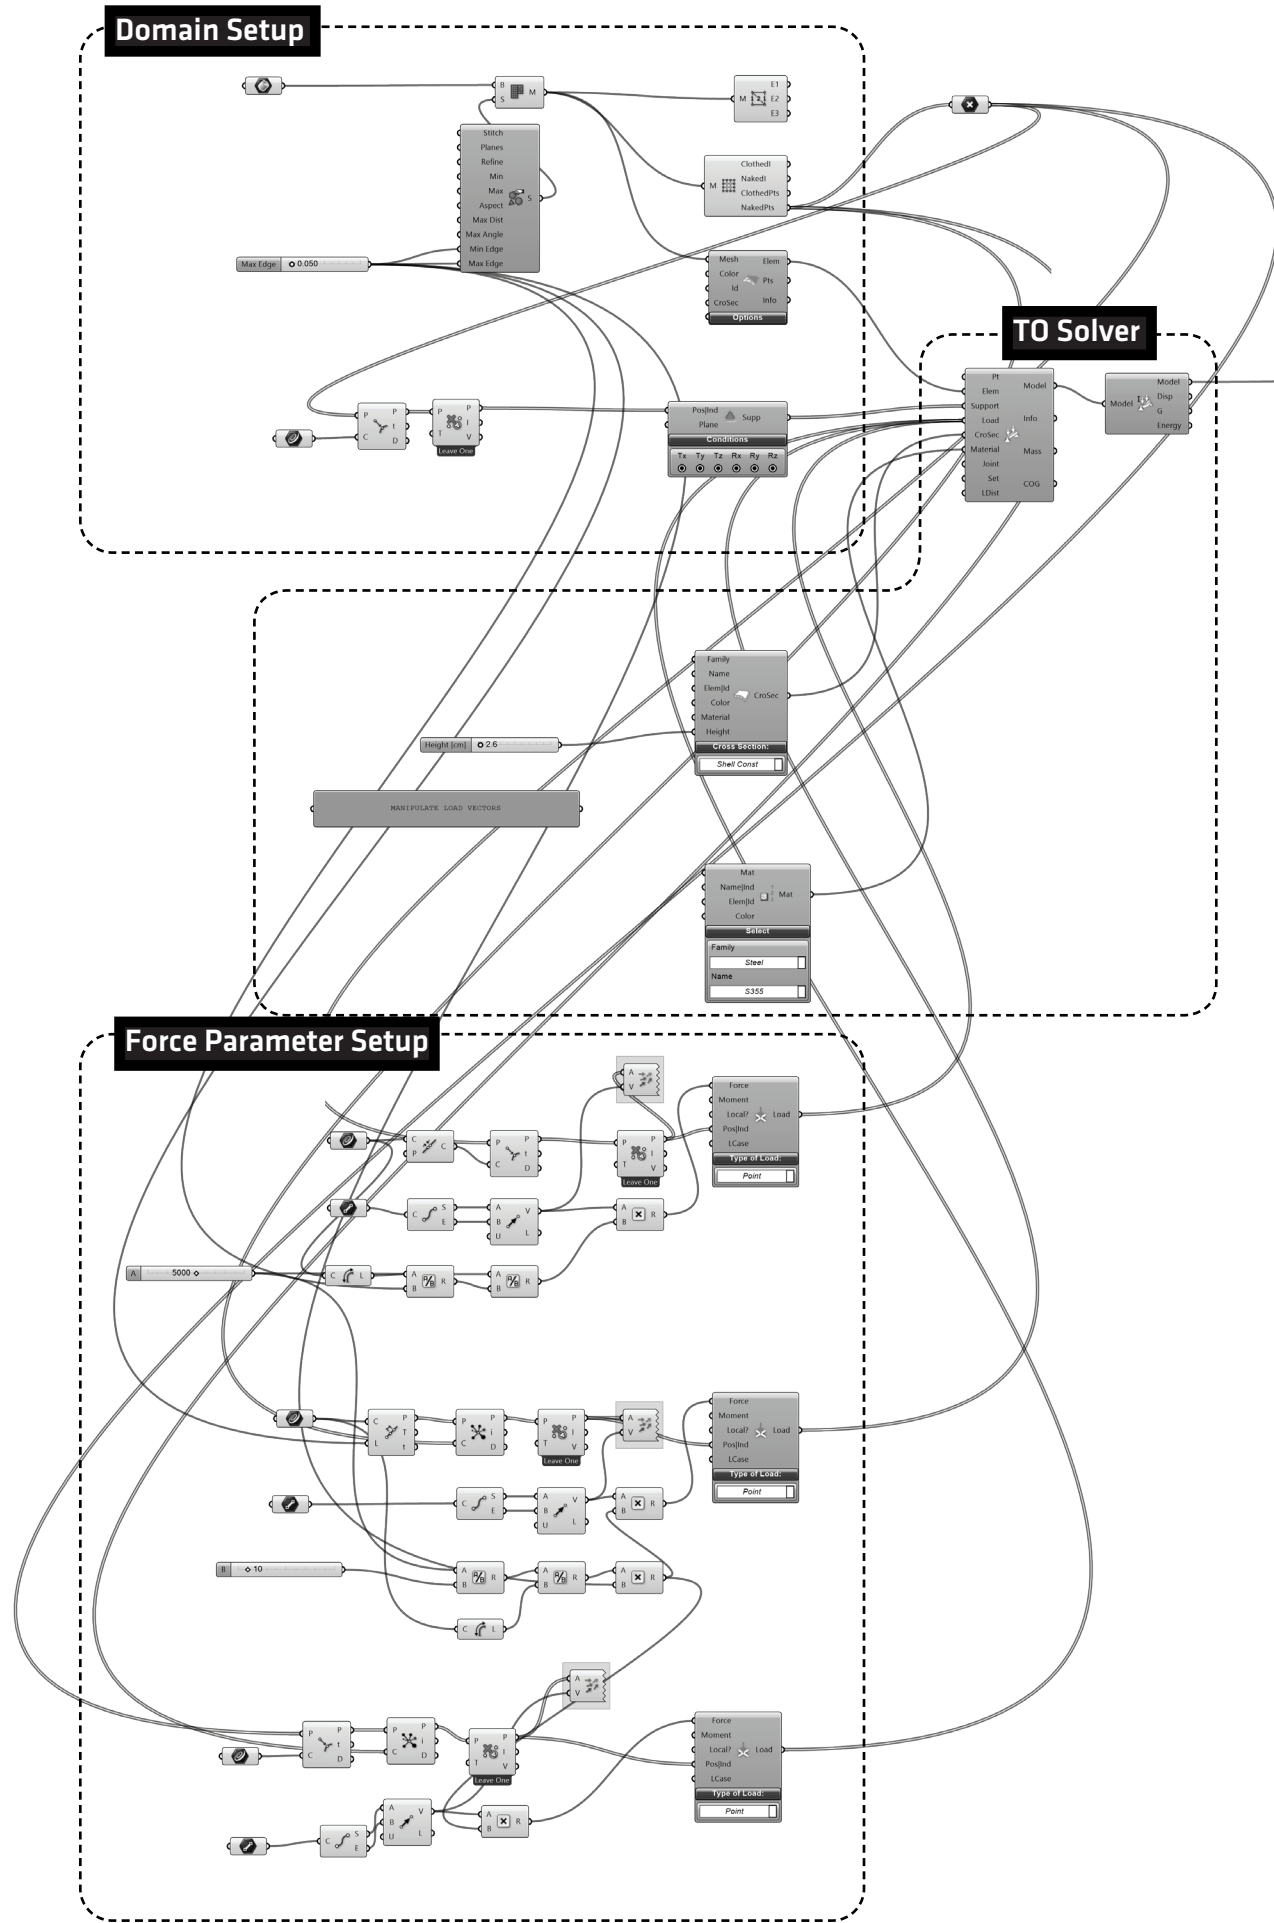 Domain Setup
B
S
M
M
E1
E2
E3
Stitch
Planes
Refine
Min
Max
Aspect
Max Dist
Max Angle
Min Edge
Max Edge
S
M
ClothedI
NakedI
ClothedPts
NakedPts
Max Edge 0.050
Mesh
Color
Id
CroSec
Elem
Pts
Info
Options
TO Solver
P
C
P
t
D
P
T
P
I
V
Leave One
Pos|Ind
Plane
Supp
Conditions
Tx Ty Tz Rx Ry Rz
Pt
Elem
Support
Load
CroSec
Material
Joint
Set
LDist
Model
Info
Mass
COG
Model
Model
Disp
G
Energy
Family
Name
Elem|Id
Color
Material
Height
CroSec
Cross Section:
Shell Const
Height [cm] 2.6
MANIPULATE LOAD VECTORS
Mat
Name|Ind
Elem|Id
Color
Mat
Select
Family
Steel
Name
S355
Force Parameter Setup
A
V
Force
Moment
Local?
Pos|Ind
LCase
Load
Type of Load:
Point
C
P
C
P
C
P
t
D
P
T
P
I
V
Leave One
C
S
E
A
B
U
V
L
A
B
R
A 5000
C L
A
B
R
A
B
R
C
L
P
T
t
P
C
P
i
D
P
T
P
I
V
Leave One
A
V
Force
Moment
Local?
Pos|Ind
LCase
Load
Type of Load:
Point
C
S
E
A
B
U
V
L
A
B
R
B 10
A
B
R
A
B
R
A
B
R
C L
A
V
P
C
P
t
D
P
C
P
i
D
P
T
P
I
V
Leave One
Force
Moment
Local?
Pos|Ind
LCase
Load
Type of Load:
Point
C
S
E
A
B
U
V
L
A
B
R